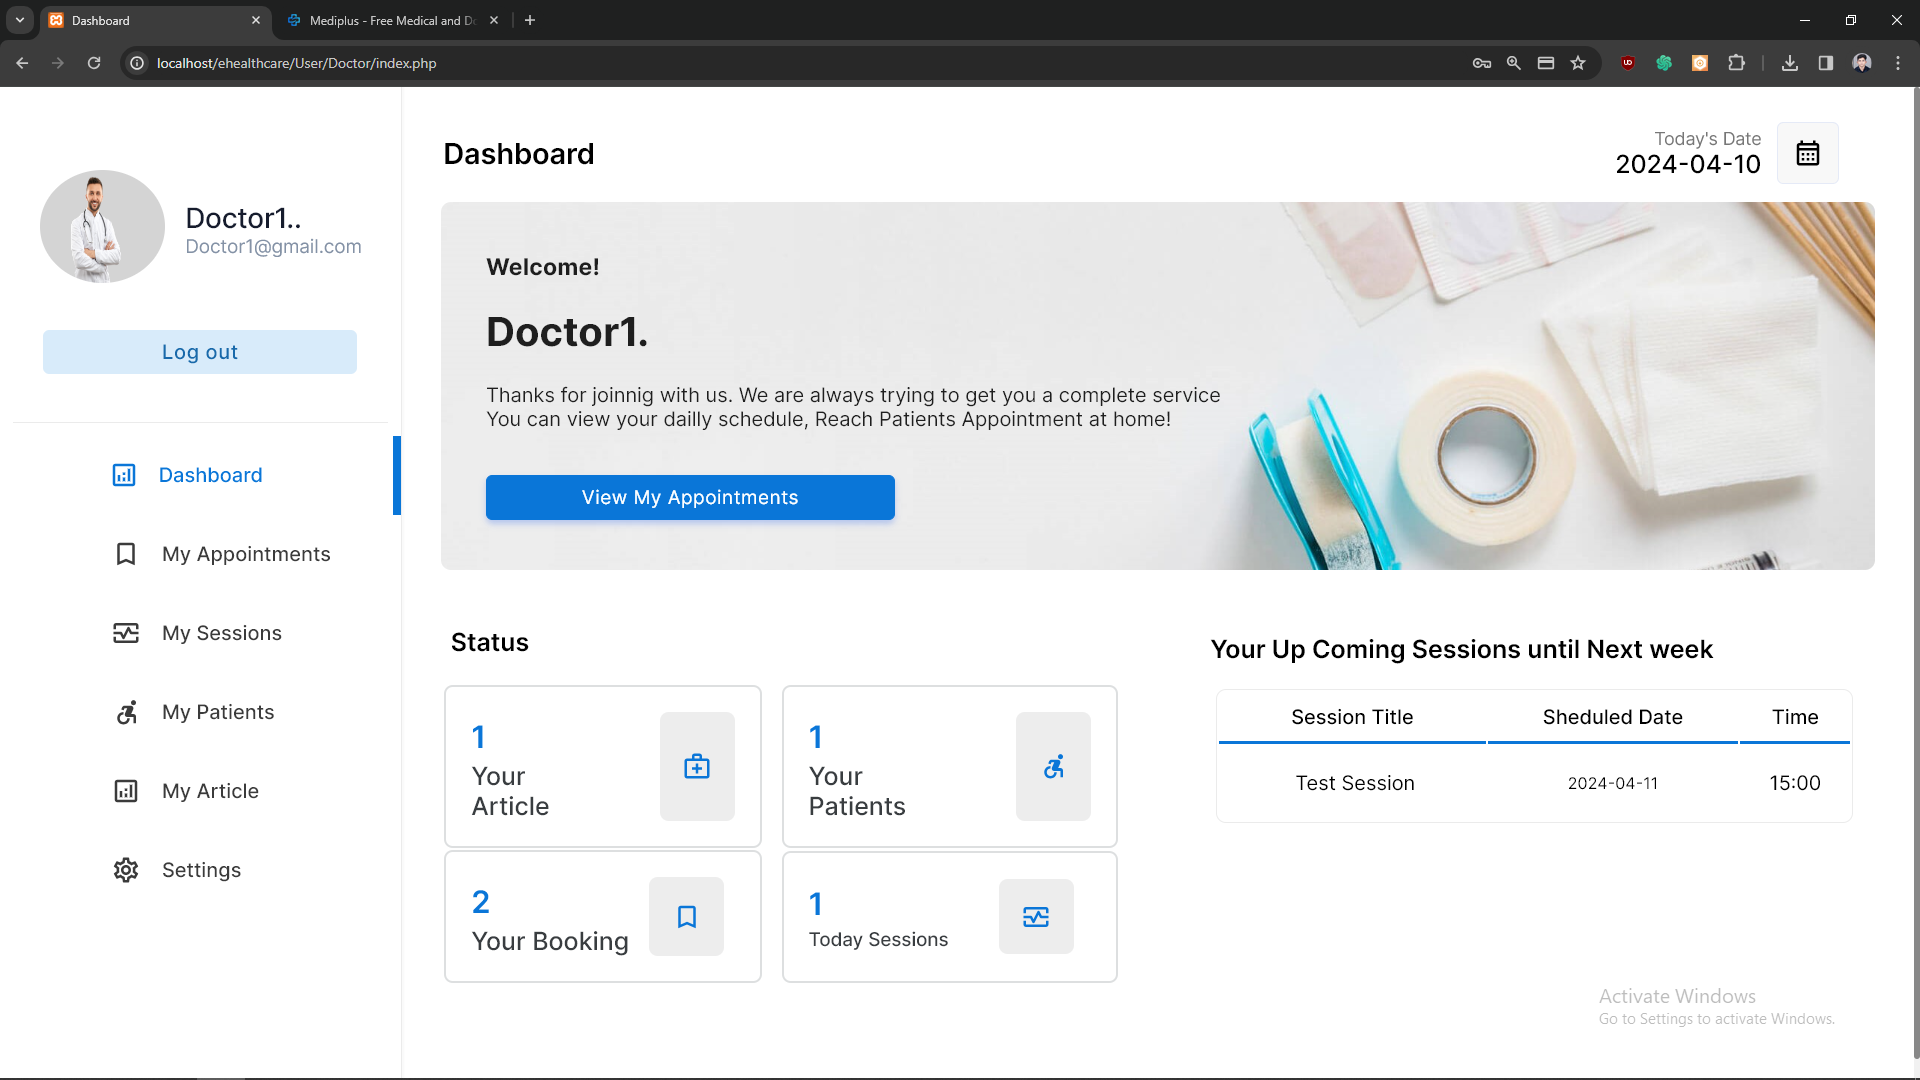 Dashboard
Mediplus - Free Medical and Do
localhost/ehealthcare/User/Doctor/index.php
Doctor1..
Doctor1@gmail.com
Log out
Dashboard
My Appointments
My Sessions
My Patients
My Article
Settings
Dashboard
Today's Date
2024-04-10
Welcome!
Doctor1.
Thanks for joinnig with us. We are always trying to get you a complete service
You can view your dailly schedule, Reach Patients Appointment at home!
View My Appointments
Status
1
Your
Article
1
Your
Patients
2
Your Booking
1
Today Sessions
Your Up Coming Sessions until Next week
Session Title Sheduled Date Time
Test Session 2024-04-11 15:00
Activate Windows
Go to Settings to activate Windows.